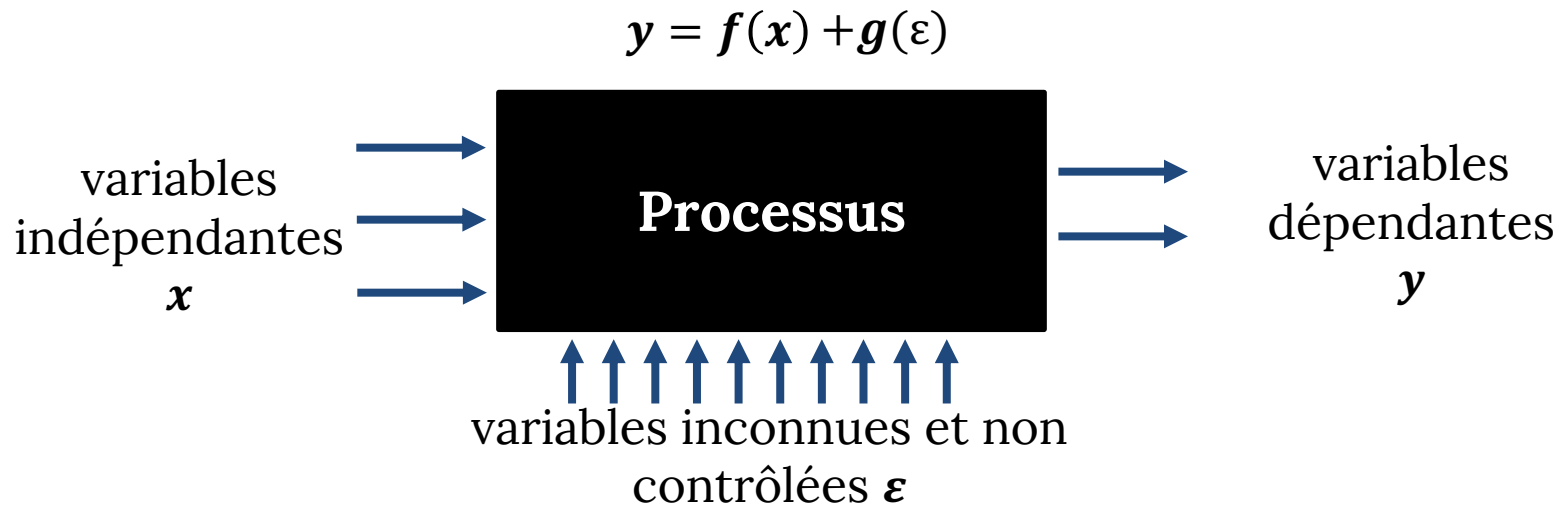 y = f(x) +g(ε)
variables
indépendantes
x
Processus
variables
dépendantes
y
variables inconnues et non
contrôlées ε